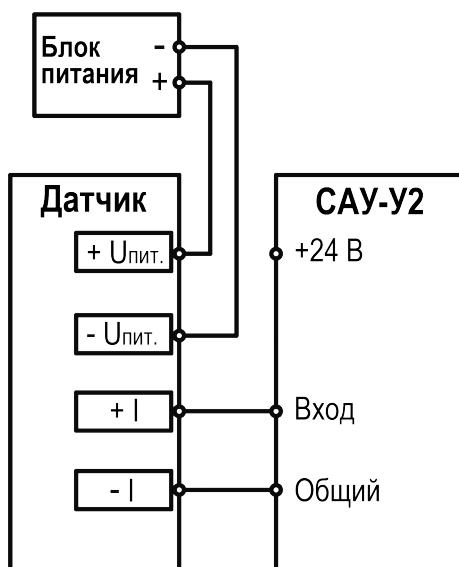 Блок -
питания +
Датчик САУ-У2
+ Uпит. +24 В
- Uпит.
+ I Вход
- I Общий